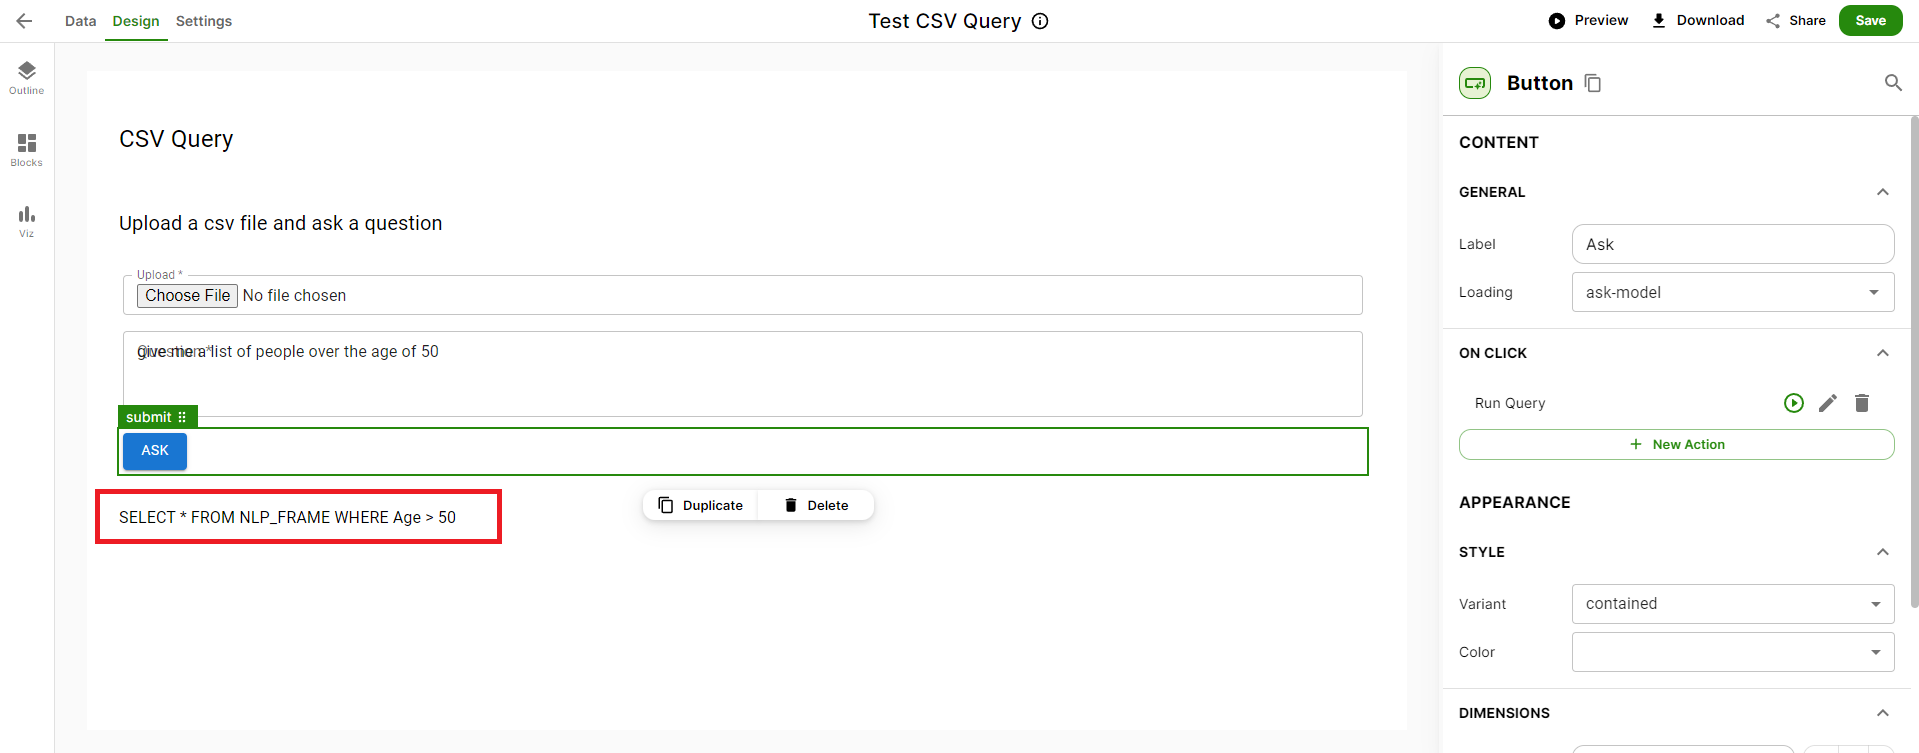 Data Design Settings
Test CSV Query
Preview Download Share Save
Outline
Blocks
Viz
CSV Query
Upload a csv file and ask a question
Upload *
Choose File No file chosen
Question *
give me a list of people over the age of 50
submit
ASK
Duplicate Delete
SELECT * FROM NLP_FRAME WHERE Age > 50
Button
CONTENT
GENERAL
Label Ask
Loading ask-model
ON CLICK
Run Query
New Action
APPEARANCE
STYLE
Variant contained
Color
DIMENSIONS